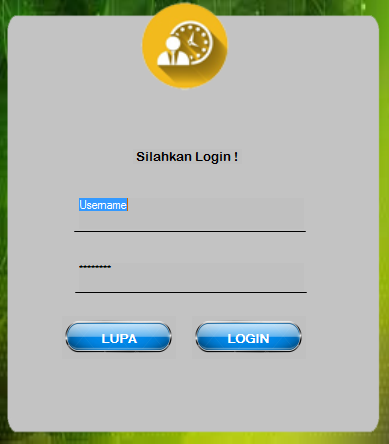 Silahkan Login !
Username
********
LUPA
LOGIN